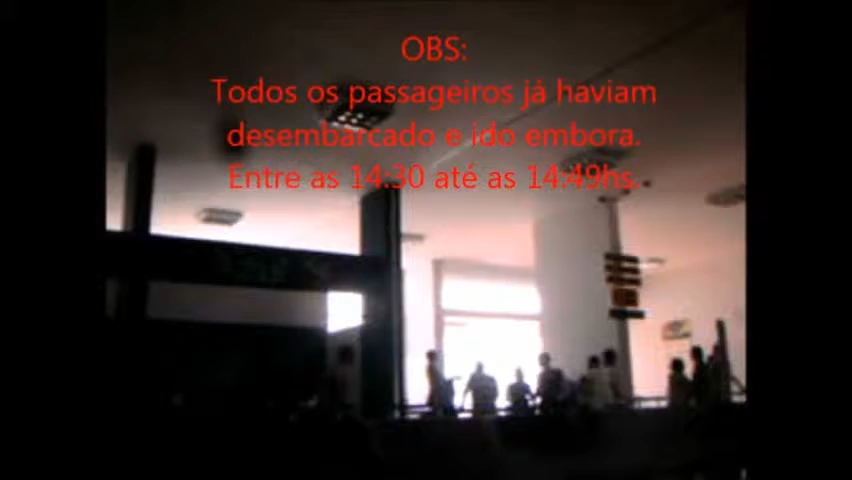 OBS:
Todos os passageiros já haviam
desembarcado e ido embora.
Entre as 14:30 até as 14:49hs.